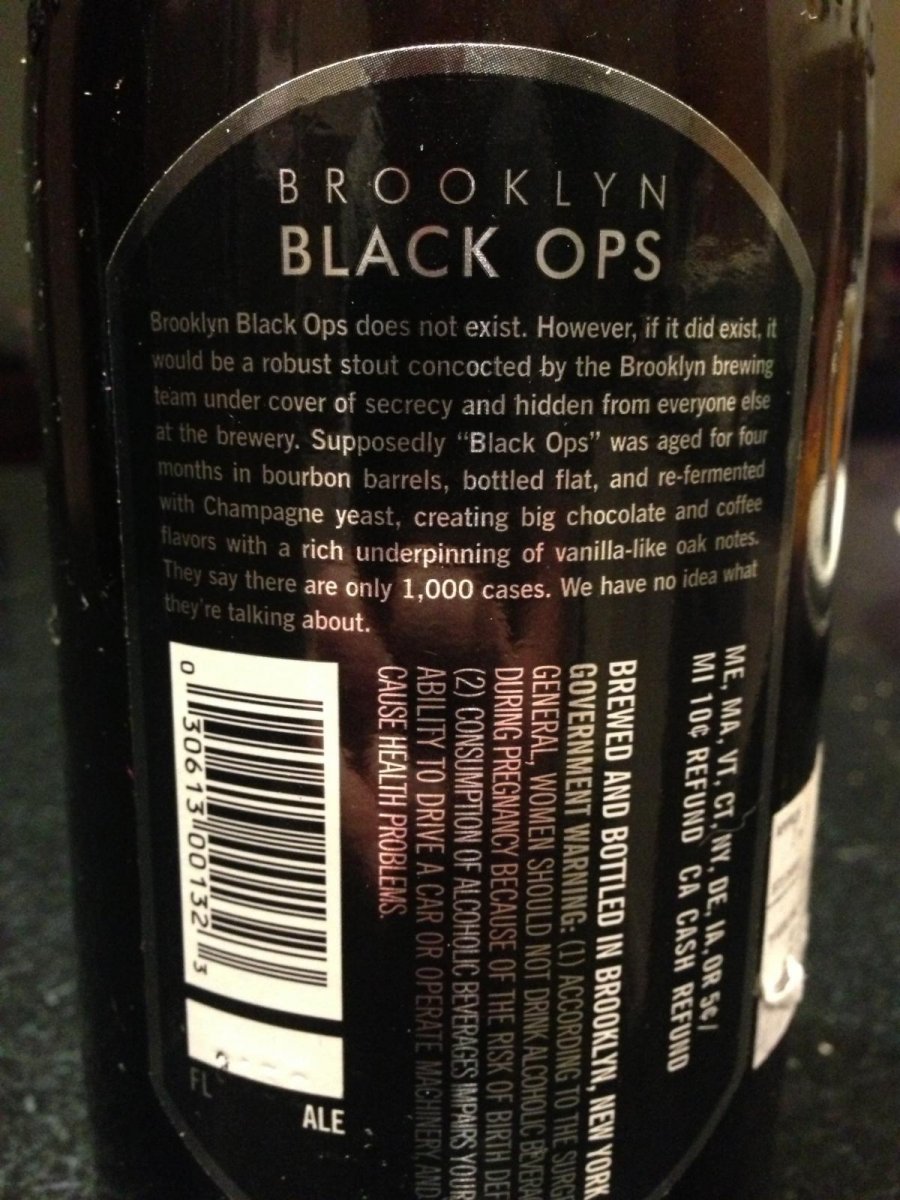 BROOKLYN
BLACK OPS
Brooklyn Black Ops does not exist. However, if it did exist, it
would be a robust stout concocted by the Brooklyn brewing
team under cover of secrecy and hidden from everyone else
at the brewery. Supposedly “Black Ops” was aged for four
months in bourbon barrels, bottled flat, and re-fermented
with Champagne yeast, creating big chocolate and coffee
flavors with a rich underpinning of vanilla-like oak notes.
They say there are only 1,000 cases. We have no idea what
they're talking about.
ME, MA, VT, CT, NY, DE, IA, OR 5¢/
MI 10¢ REFUND CA CASH REFUND
BREWED AND BOTTLED IN BROOKLYN, NEW YORK
GOVERNMENT WARNING: (1) ACCORDING TO THE SURG
GENERAL, WOMEN SHOULD NOT DRINK ALCOHOLIC BEVERA
DURING PREGNANCY BECAUSE OF THE RISK OF BIRTH DEF
(2) CONSUMPTION OF ALCOHOLIC BEVERAGES IMPAIRS YOUR
ABILITY TO DRIVE A CAR OR OPERATE MACHINERY AND
CAUSE HEALTH PROBLEMS.
0 30613 00132 3
FL
ALE